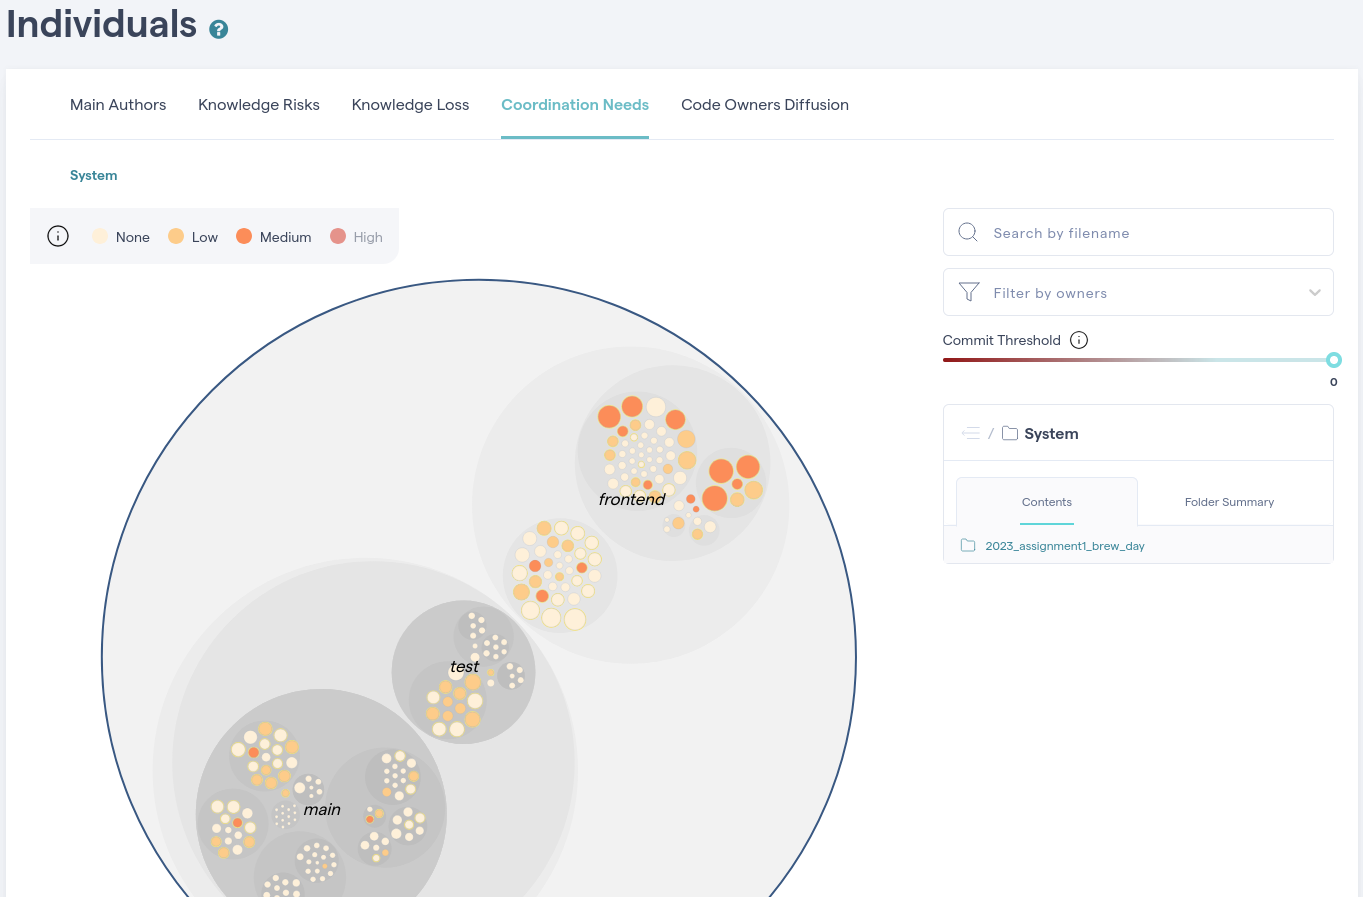 Individuals ?
Main Authors Knowledge Risks Knowledge Loss Coordination Needs Code Owners Diffusion
System
None Low Medium High
Search by filename
Filter by owners
Commit Threshold
0
/ System
Contents Folder Summary
2023_assignment1_brew_day
frontend
test
main